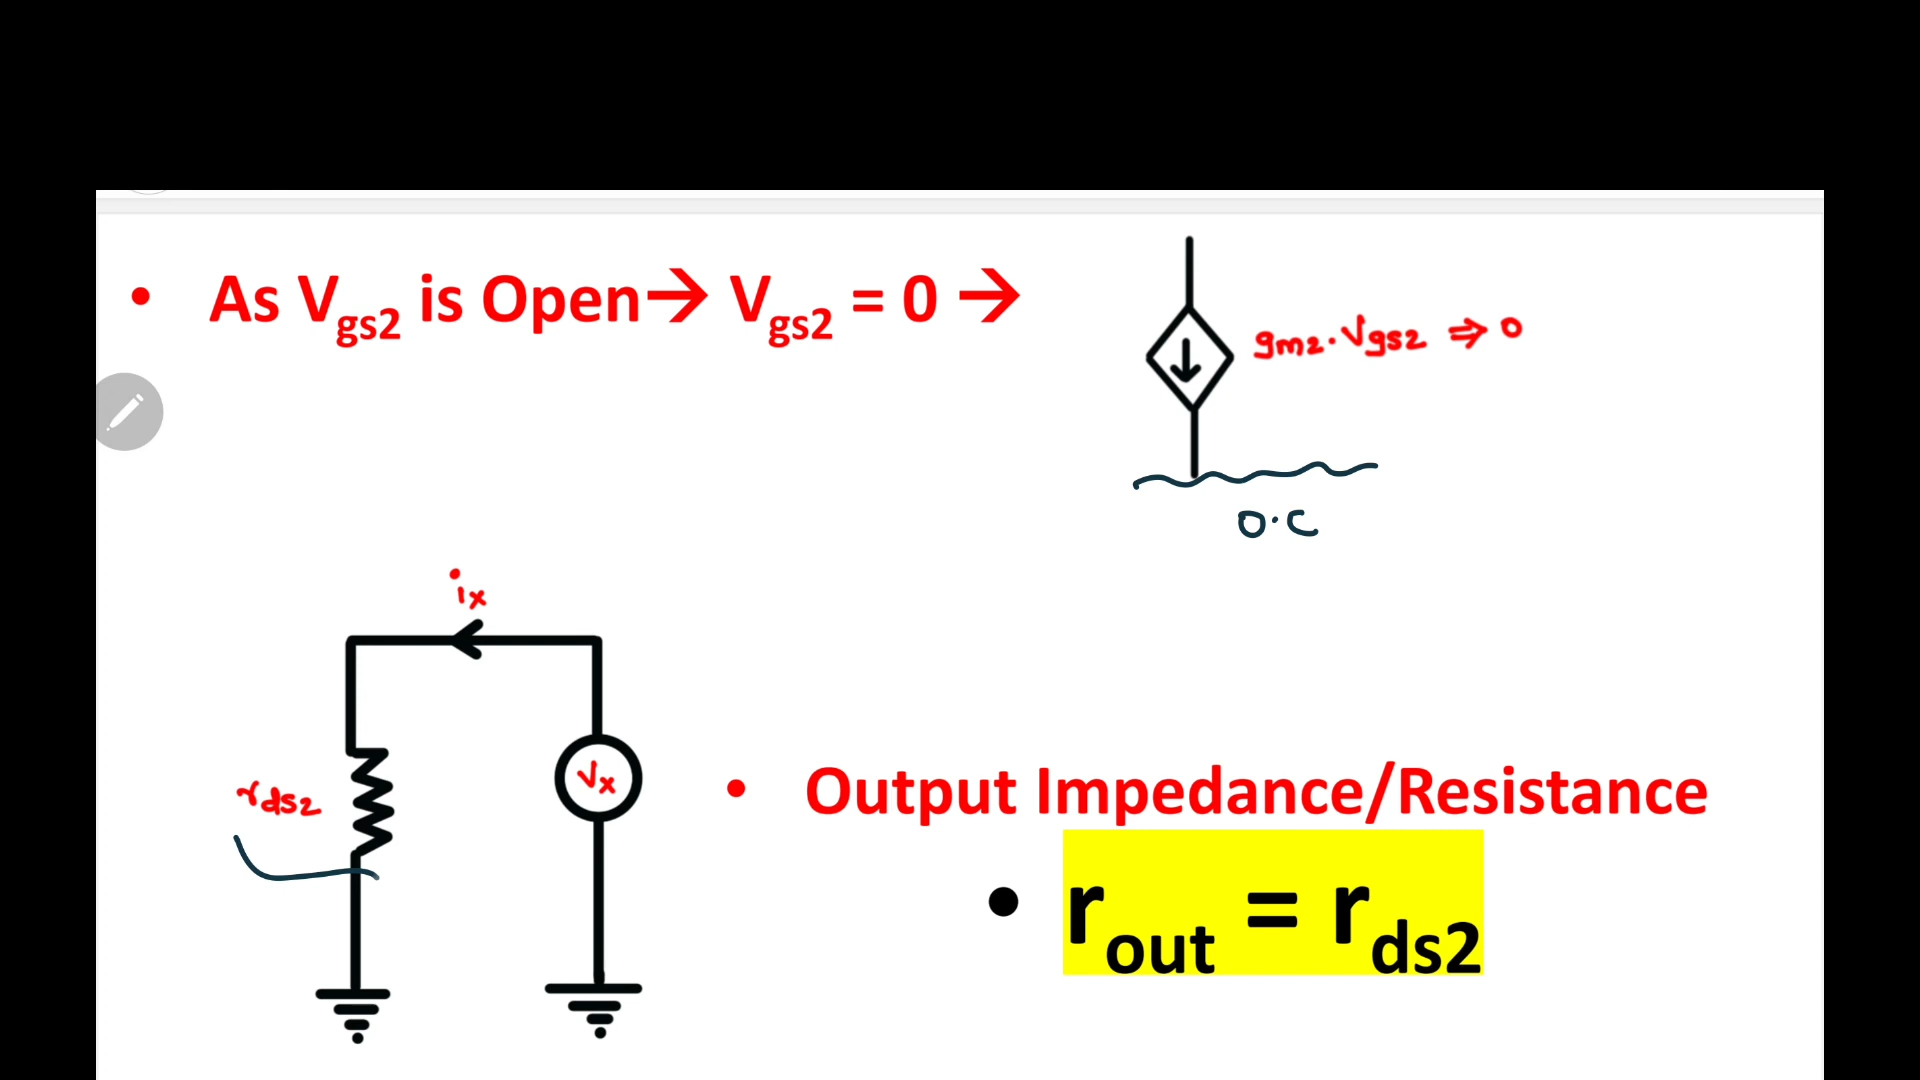 • As Vgs2 is Open→ Vgs2 = 0 →
gm2·Vgs2 ⇒ 0
O·C
ix
rds2
Vx
• Output Impedance/Resistance
• rout = rds2